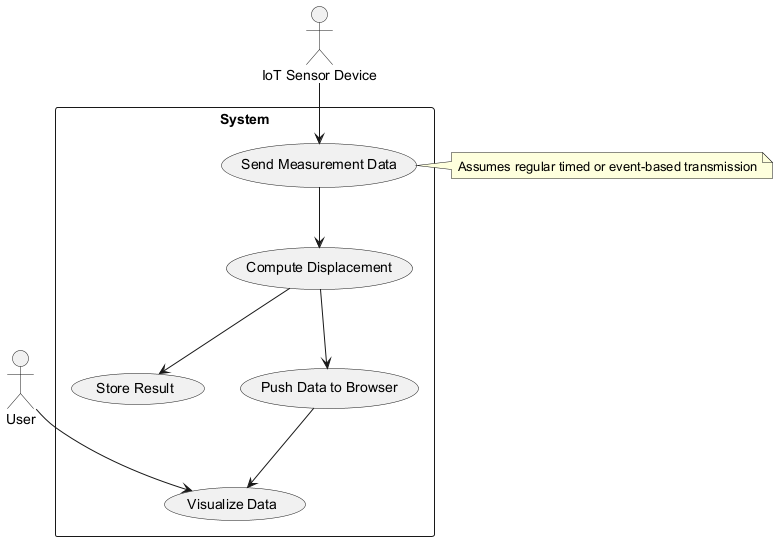 IoT Sensor Device
System
Send Measurement Data
Assumes regular timed or event-based transmission
Compute Displacement
Store Result
Push Data to Browser
User
Visualize Data